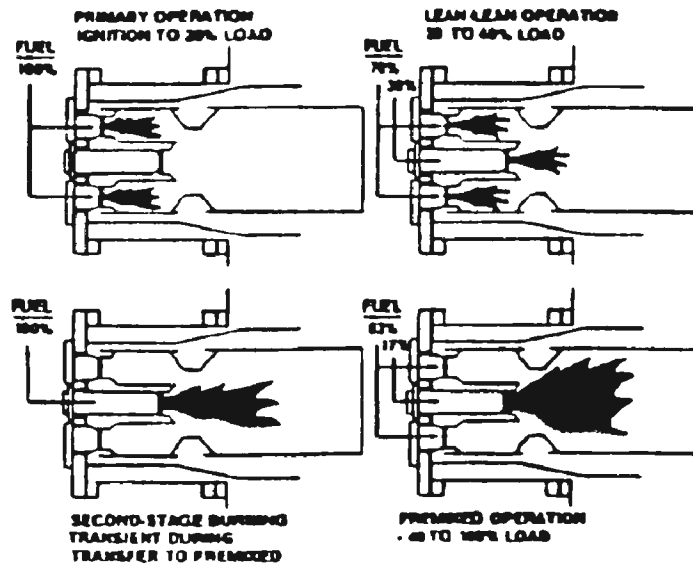 PRIMARY OPERATION
IGNITION TO 20% LOAD
FUEL
100%
LEAN-LEAN OPERATION
20 TO 40% LOAD
FUEL
70%
30%
FUEL
100%
SECOND-STAGE BURNING
TRANSIENT DURING
TRANSFER TO PREMIXED
FUEL
83%
17%
PREMIXED OPERATION
40 TO 100% LOAD